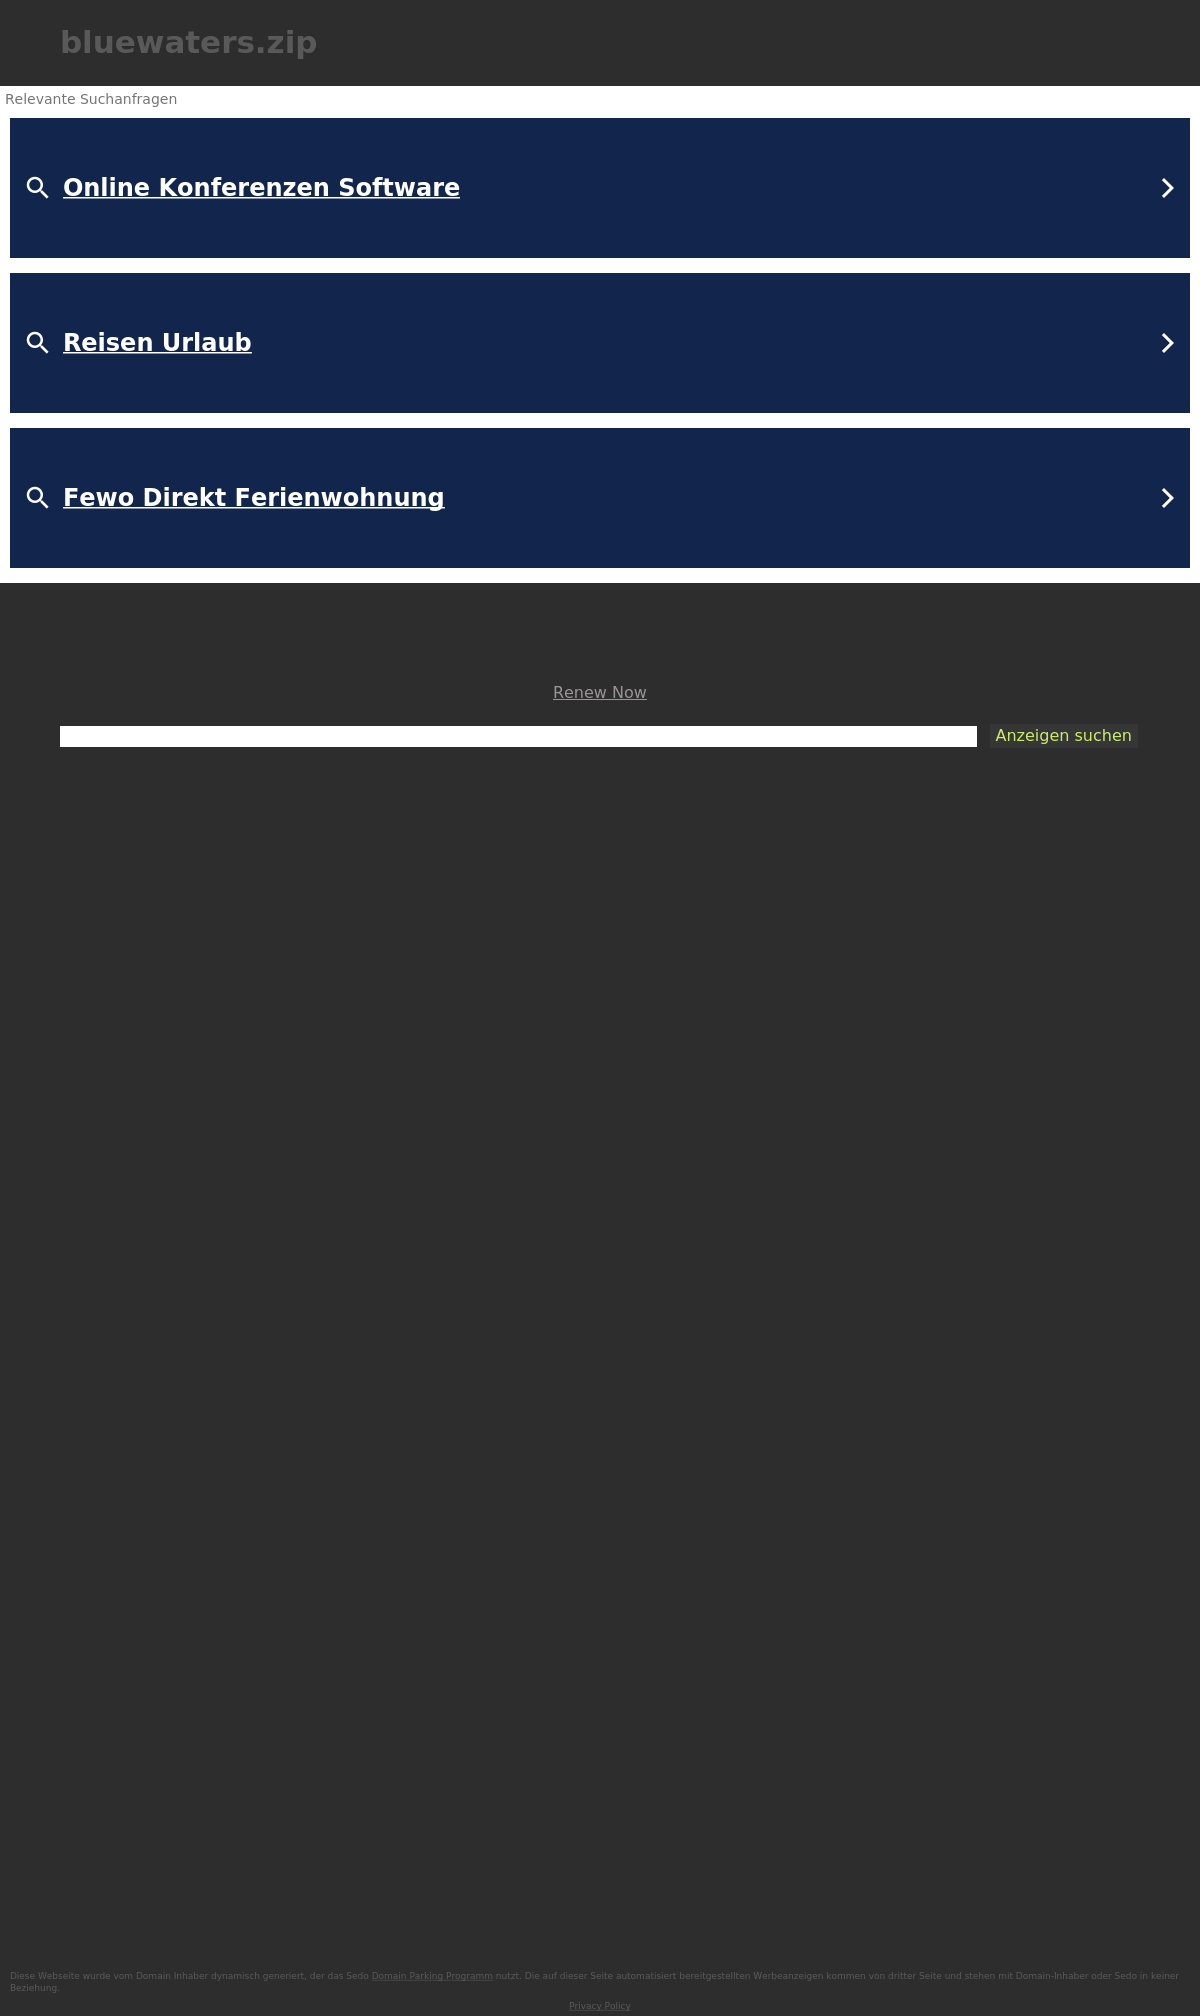 bluewaters.zip
Relevante Suchanfragen
Online Konferenzen Software
Reisen Urlaub
Fewo Direkt Ferienwohnung
Renew Now
Anzeigen suchen
Diese Webseite wurde vom Domain Inhaber dynamisch generiert, der das Sedo Domain Parking Programm nutzt. Die auf dieser Seite automatisiert bereitgestellten Werbeanzeigen kommen von dritter Seite und stehen mit Domain-Inhaber oder Sedo in keiner
Beziehung.
Privacy Policy